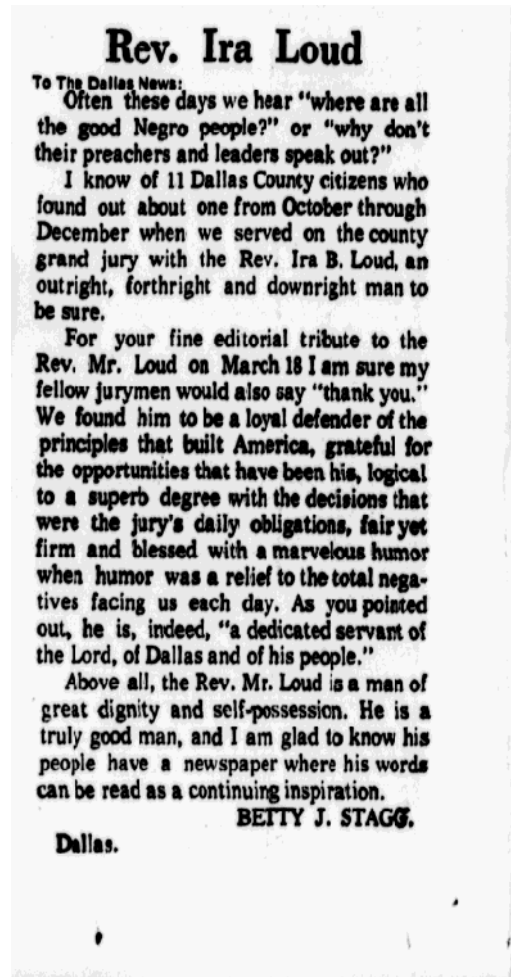 Rev. Ira Loud
To The Dallas News:
Often these days we hear "where are all
the good Negro people?" or "why don't
their preachers and leaders speak out?"
I know of 11 Dallas County citizens who
found out about one from October through
December when we served on the county
grand jury with the Rev. Ira B. Loud, an
outright, forthright and downright man to
be sure.
For your fine editorial tribute to the
Rev. Mr. Loud on March 18 I am sure my
fellow jurymen would also say "thank you."
We found him to be a loyal defender of the
principles that built America, grateful for
the opportunities that have been his, logical
to a superb degree with the decisions that
were the jury's daily obligations, fair yet
firm and blessed with a marvelous humor
when humor was a relief to the total nega-
tives facing us each day. As you pointed
out, he is, indeed, "a dedicated servant of
the Lord, of Dallas and of his people."
Above all, the Rev. Mr. Loud is a man of
great dignity and self-possession. He is a
truly good man, and I am glad to know his
people have a newspaper where his words
can be read as a continuing inspiration.
BETTY J. STAGG.
Dallas.